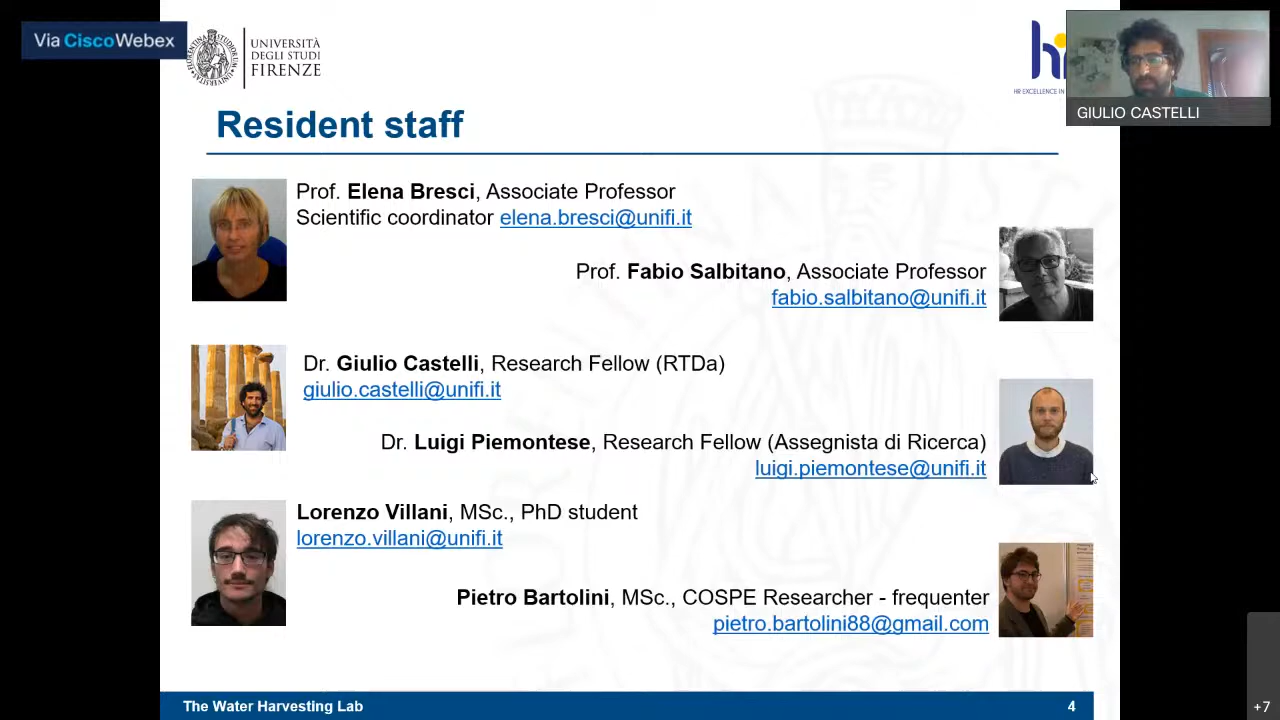 Via CiscoWebex
UNIVERSITÀ
DEGLI STUDI
FIRENZE
HR EXCELLENCE IN
GIULIO CASTELLI
Resident staff
Prof. Elena Bresci, Associate Professor
Scientific coordinator elena.bresci@unifi.it
Prof. Fabio Salbitano, Associate Professor
fabio.salbitano@unifi.it
Dr. Giulio Castelli, Research Fellow (RTDa)
giulio.castelli@unifi.it
Dr. Luigi Piemontese, Research Fellow (Assegnista di Ricerca)
luigi.piemontese@unifi.it
Lorenzo Villani, MSc., PhD student
lorenzo.villani@unifi.it
Pietro Bartolini, MSc., COSPE Researcher - frequenter
pietro.bartolini88@gmail.com
The Water Harvesting Lab
4
+7